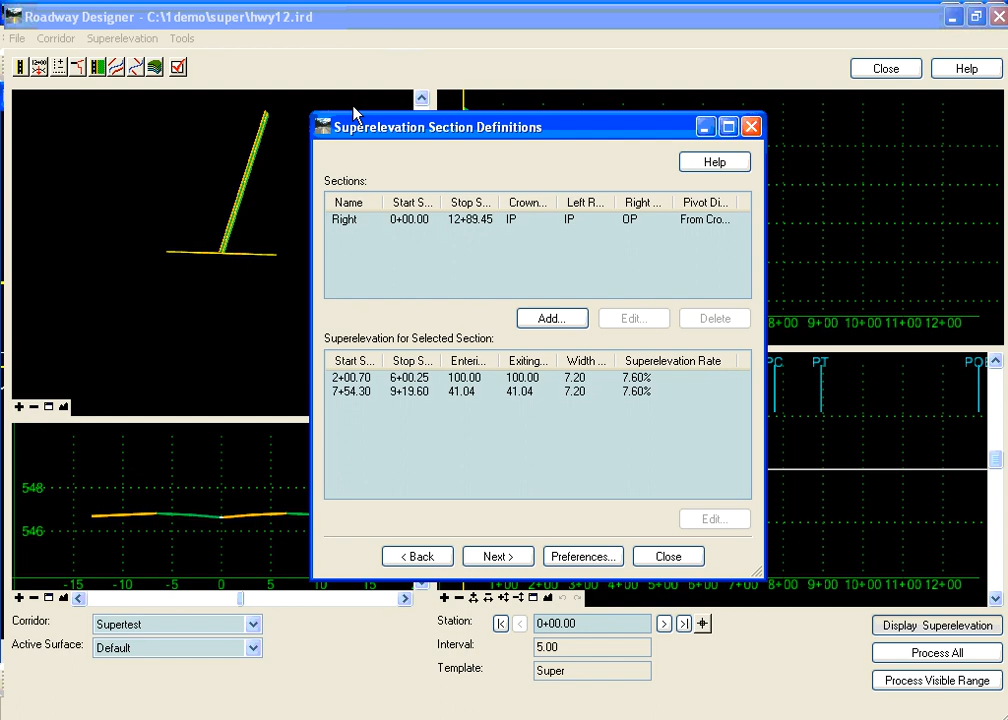 Roadway Designer - C:\1demo\super\hwy12.ird
File Corridor Superelevation Tools
Close Help
Superelevation Section Definitions
Help
Sections:
Name Start S... Stop S... Crown... Left R... Right ... Pivot Di...
Right 0+00.00 12+89.45 IP IP OP From Cro...
Add... Edit... Delete
Superelevation for Selected Section:
Start S... Stop S... Enteri... Exiting... Width ... Superelevation Rate
2+00.70 6+00.25 100.00 100.00 7.20 7.60%
7+54.30 9+19.60 41.04 41.04 7.20 7.60%
Edit...
< Back Next > Preferences... Close
8+00 9+00 10+00 11+00 12+00
PC PT
548
546
-15 -10 -5 0 5 10 15
1+00 2+00 3+00 4+00 5+00 6+00 7+00 8+00 9+00 10+00 11+00 12+00
Corridor: Supertest
Active Surface: Default
Station: 0+00.00
Interval: 5.00
Template: Super
Display Superelevation
Process All
Process Visible Range